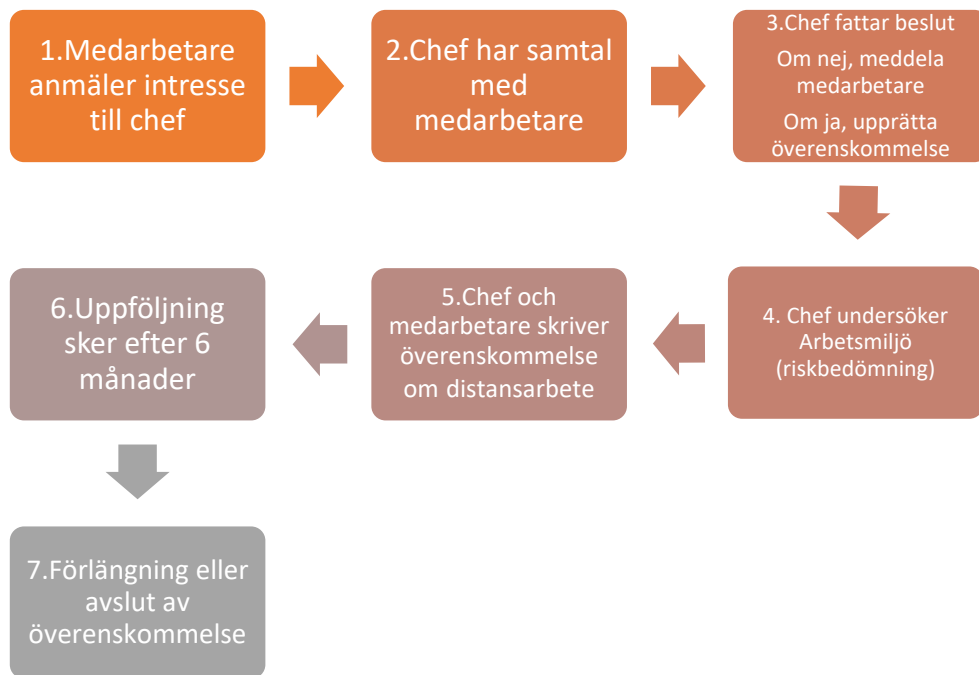 1.Medarbetare
anmäler intresse
till chef
2.Chef har samtal
med
medarbetare
3.Chef fattar beslut
Om nej, meddela
medarbetare
Om ja, upprätta
överenskommelse
4. Chef undersöker
Arbetsmiljö
(riskbedömning)
5.Chef och
medarbetare skriver
överenskommelse
om distansarbete
6.Uppföljning
sker efter 6
månader
7.Förlängning eller
avslut av
överenskommelse